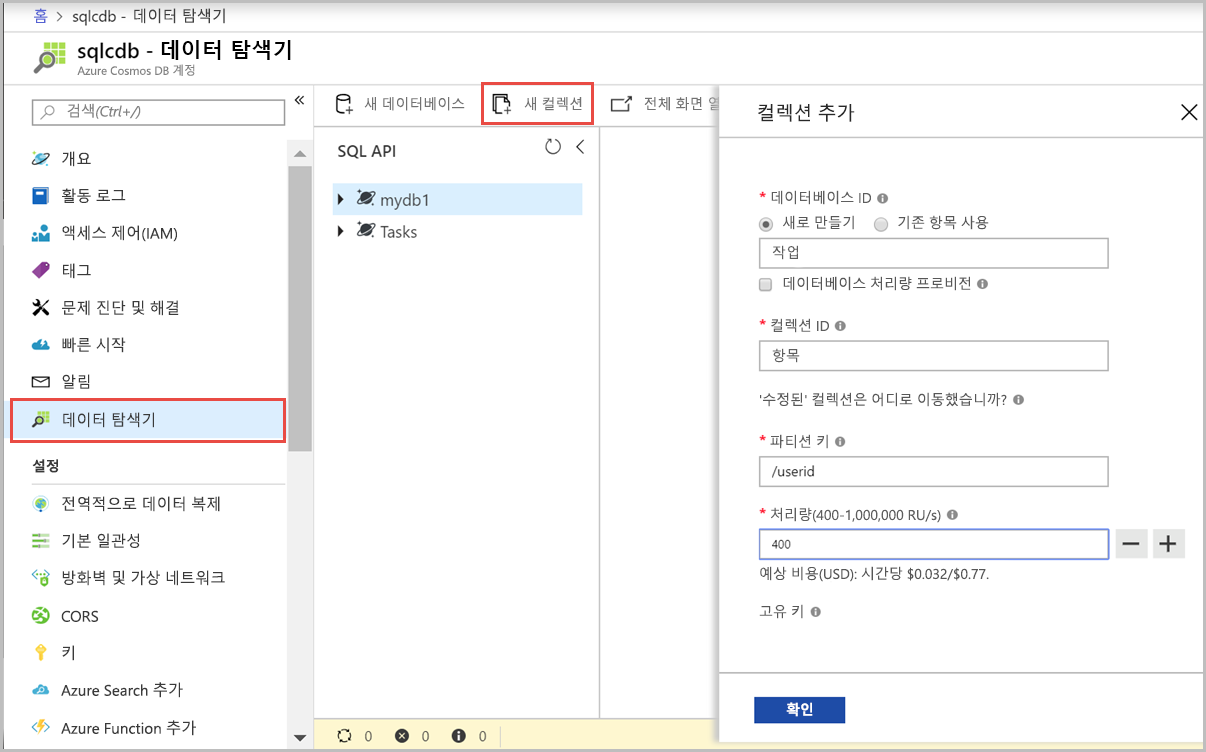 홈 > sqlcdb - 데이터 탐색기
sqlcdb - 데이터 탐색기
Azure Cosmos DB 계정
검색(Ctrl+/)
«
개요
활동 로그
액세스 제어(IAM)
태그
문제 진단 및 해결
빠른 시작
알림
데이터 탐색기
설정
전역적으로 데이터 복제
기본 일관성
방화벽 및 가상 네트워크
CORS
키
Azure Search 추가
Azure Function 추가
새 데이터베이스
새 컬렉션
전체 화면
SQL API
mydb1
Tasks
0 0 0
컬렉션 추가
* 데이터베이스 ID
새로 만들기 기존 항목 사용
작업
데이터베이스 처리량 프로비전
* 컬렉션 ID
항목
'수정된' 컬렉션은 어디로 이동했습니까?
* 파티션 키
/userid
* 처리량(400-1,000,000 RU/s)
400
예상 비용(USD): 시간당 $0.032/$0.77.
고유 키
확인